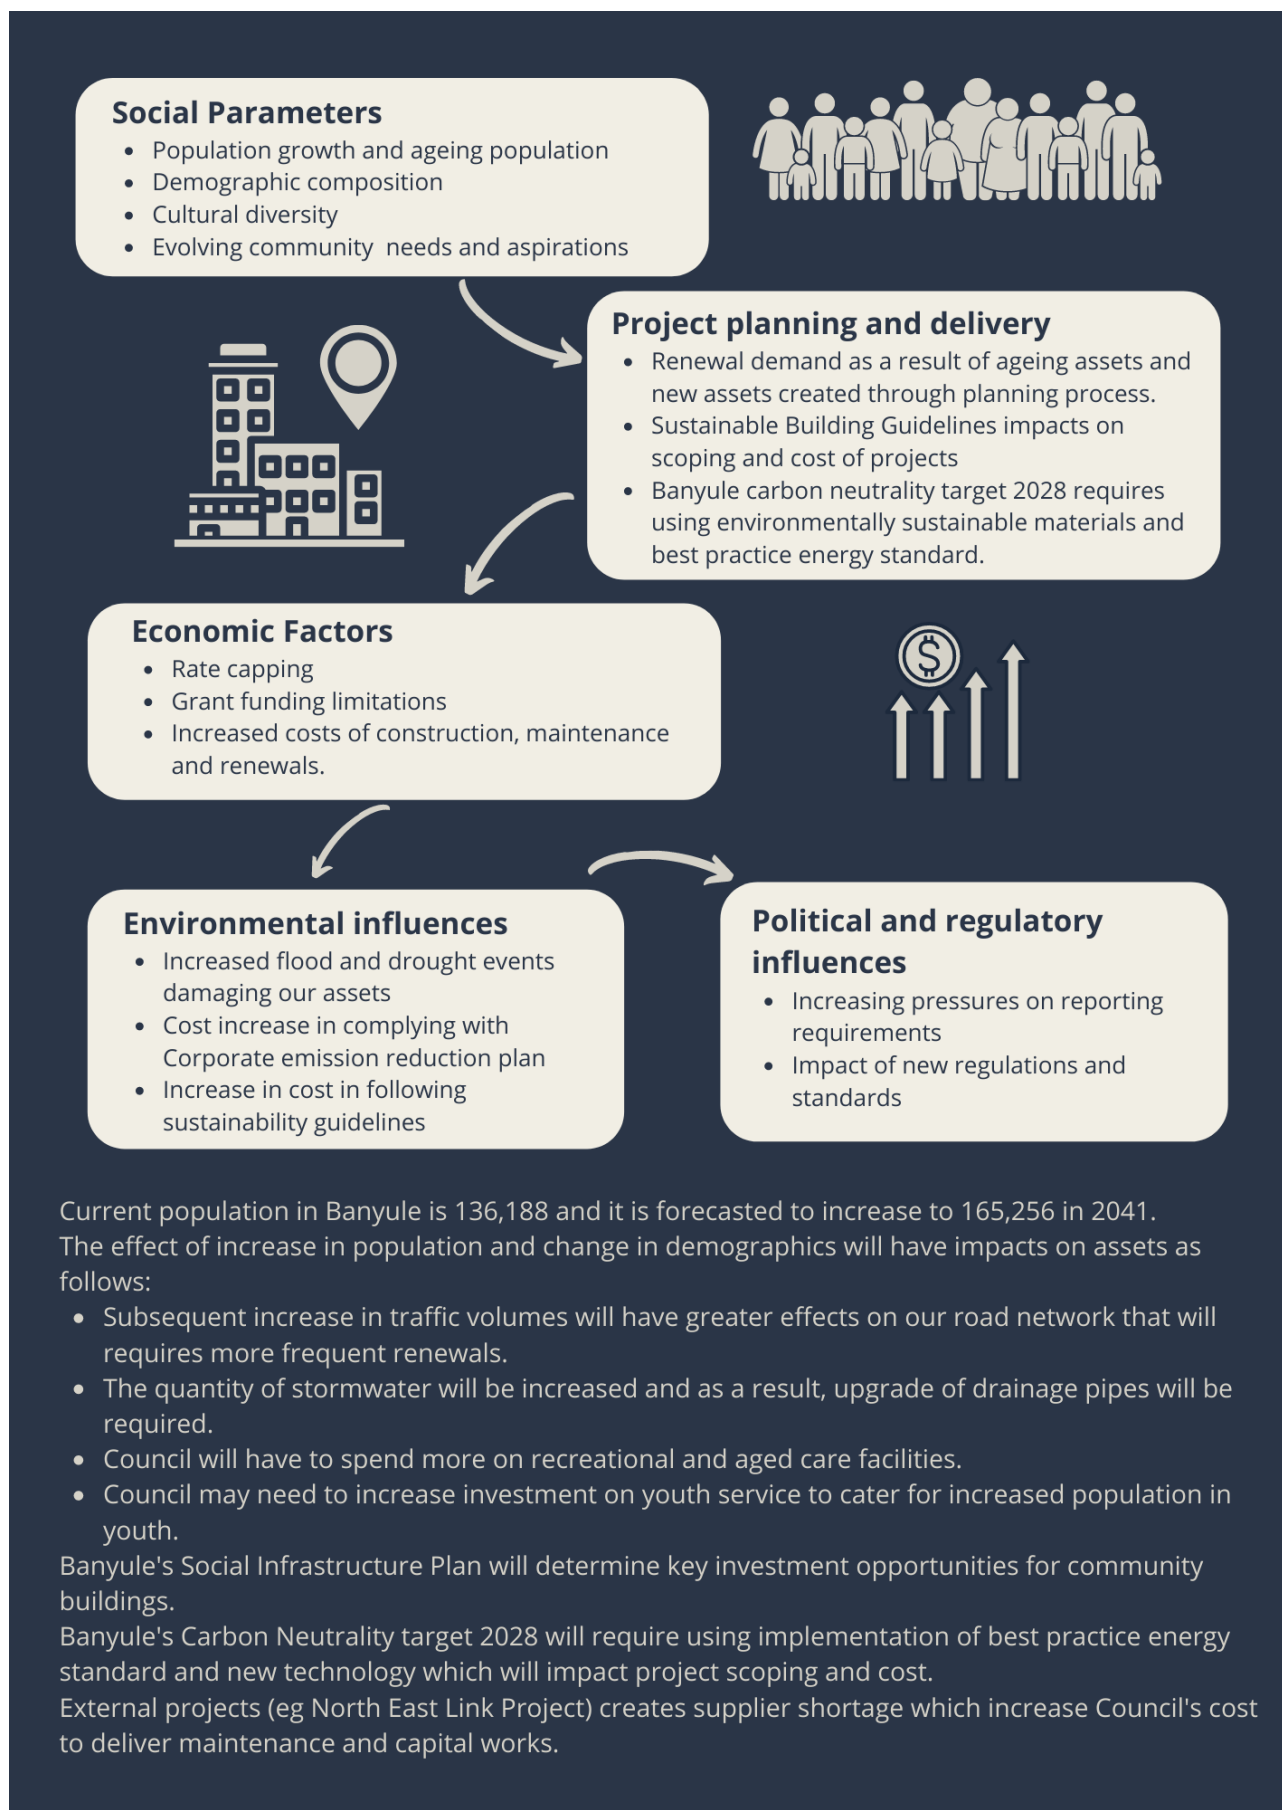 Social Parameters
• Population growth and ageing population
• Demographic composition
• Cultural diversity
• Evolving community  needs and aspirations
Project planning and delivery
• Renewal demand as a result of ageing assets and
new assets created through planning process.
• Sustainable Building Guidelines impacts on
scoping and cost of projects
• Banyule carbon neutrality target 2028 requires
using environmentally sustainable materials and
best practice energy standard.
Economic Factors
• Rate capping
• Grant funding limitations
• Increased costs of construction, maintenance
and renewals.
$
Environmental influences
• Increased flood and drought events
damaging our assets
• Cost increase in complying with
Corporate emission reduction plan
• Increase in cost in following
sustainability guidelines
Political and regulatory
influences
• Increasing pressures on reporting
requirements
• Impact of new regulations and
standards
Current population in Banyule is 136,188 and it is forecasted to increase to 165,256 in 2041.
The effect of increase in population and change in demographics will have impacts on assets as
follows:
• Subsequent increase in traffic volumes will have greater effects on our road network that will
requires more frequent renewals.
• The quantity of stormwater will be increased and as a result, upgrade of drainage pipes will be
required.
• Council will have to spend more on recreational and aged care facilities.
• Council may need to increase investment on youth service to cater for increased population in
youth.
Banyule's Social Infrastructure Plan will determine key investment opportunities for community
buildings.
Banyule's Carbon Neutrality target 2028 will require using implementation of best practice energy
standard and new technology which will impact project scoping and cost.
External projects (eg North East Link Project) creates supplier shortage which increase Council's cost
to deliver maintenance and capital works.